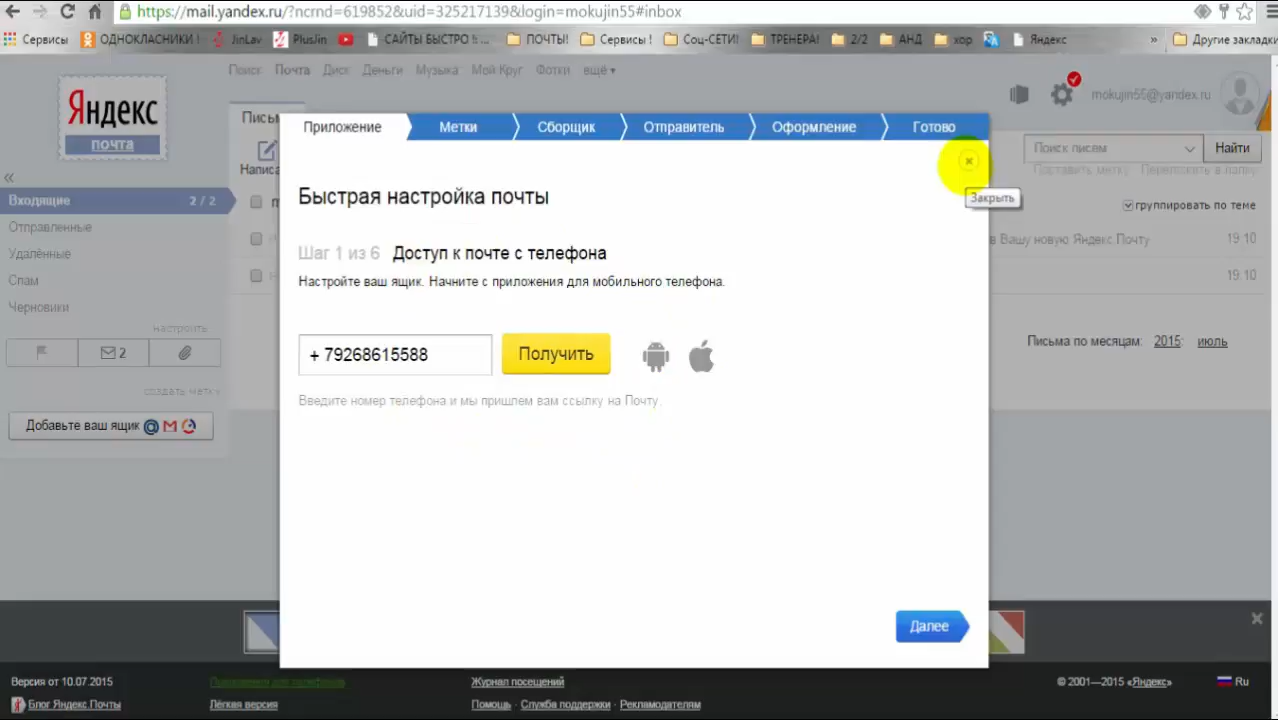 https://mail.yandex.ru/?ncrnd=619852&uid=325217139&login=mokujin55#inbox
Сервисы ОДНОКЛАСНИКИ ! JinLav PlusJin САЙТЫ БЫСТРО !: ... ПОЧТЫ! Сервисы ! Соц-СЕТИ! ТРЕНЕРА! 2/2 АНД хор Яндекс » Другие закладки
Поиск Почта Диск Деньги Музыка Мой Круг Фотки ещё
Яндекс
почта
mokujin55@yandex.ru
Приложение Метки Сборщик Отправитель Оформление Готово
Поиск писем Найти
Поставить метку Переложить в папку
«
Входящие 2 / 2
Быстрая настройка почты
Закрыть
группировать по теме
Отправленные
в Вашу новую Яндекс.Почту 19:10
Удалённые
Шаг 1 из 6 Доступ к почте с телефона
Спам
Настройте ваш ящик. Начните с приложения для мобильного телефона.
19:10
Черновики
настроить
2
+ 79268615588 Получить
Письма по месяцам: 2015: июль
создать метку
Введите номер телефона и мы пришлем вам ссылку на Почту.
Добавьте ваш ящик
Далее
Версия от 10.07.2015 Журнал посещений © 2001—2015 «Яндекс» Ru
Блог Яндекс.Почты Лёгкая версия Помощь · Служба поддержки · Рекламодателям